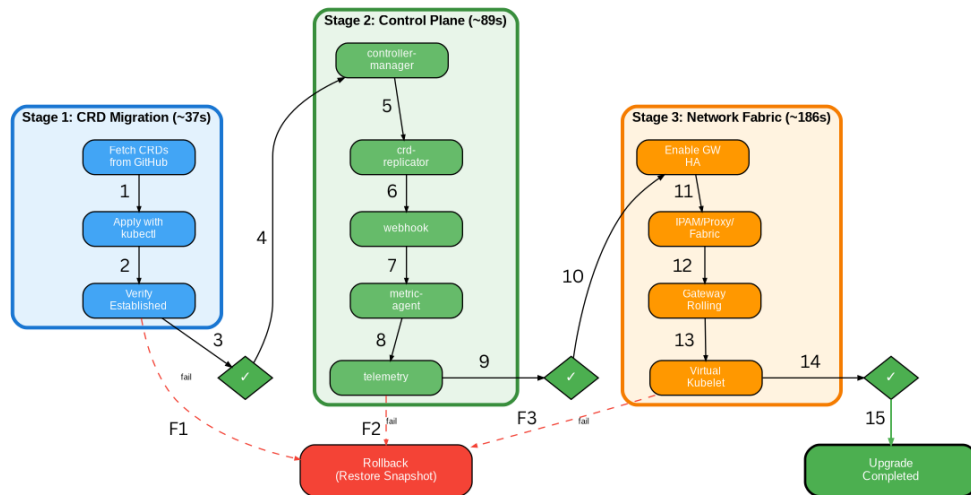 Stage 1: CRD Migration (~37s)
Fetch CRDs
from GitHub
1
Apply with
kubectl
2
Verify
Established
3
✓
4
fail
F1
Stage 2: Control Plane (~89s)
controller-
manager
5
crd-
replicator
6
webhook
7
metric-
agent
8
telemetry
9
✓
10
fail
F2
Stage 3: Network Fabric (~186s)
Enable GW
HA
11
IPAM/Proxy/
Fabric
12
Gateway
Rolling
13
Virtual
Kubelet
14
✓
15
fail
F3
Rollback
(Restore Snapshot)
Upgrade
Completed